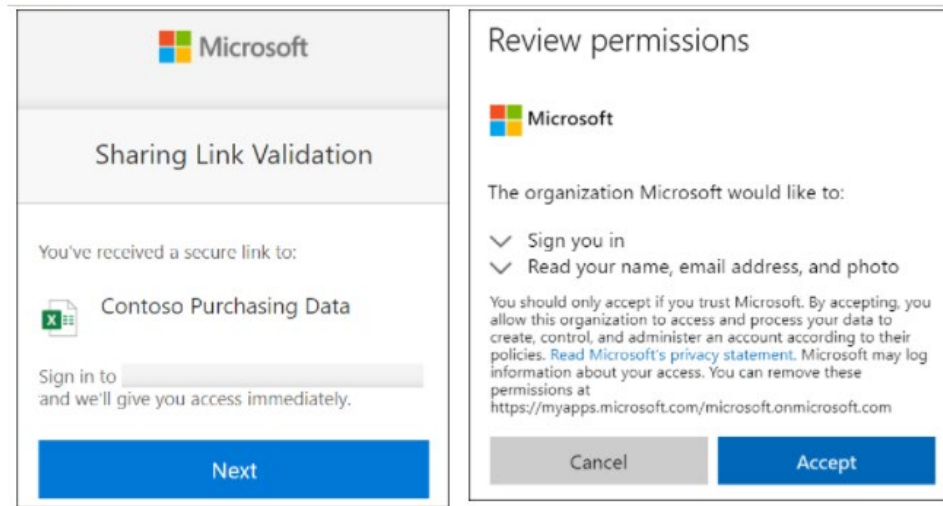 Microsoft
Sharing Link Validation
You've received a secure link to:
Contoso Purchasing Data
Sign in to
and we'll give you access immediately.
Next
Review permissions
Microsoft
The organization Microsoft would like to:
Sign you in
Read your name, email address, and photo
You should only accept if you trust Microsoft. By accepting, you
allow this organization to access and process your data to
create, control, and administer an account according to their
policies. Read Microsoft's privacy statement. Microsoft may log
information about your access. You can remove these
permissions at
https://myapps.microsoft.com/microsoft.onmicrosoft.com
Cancel
Accept